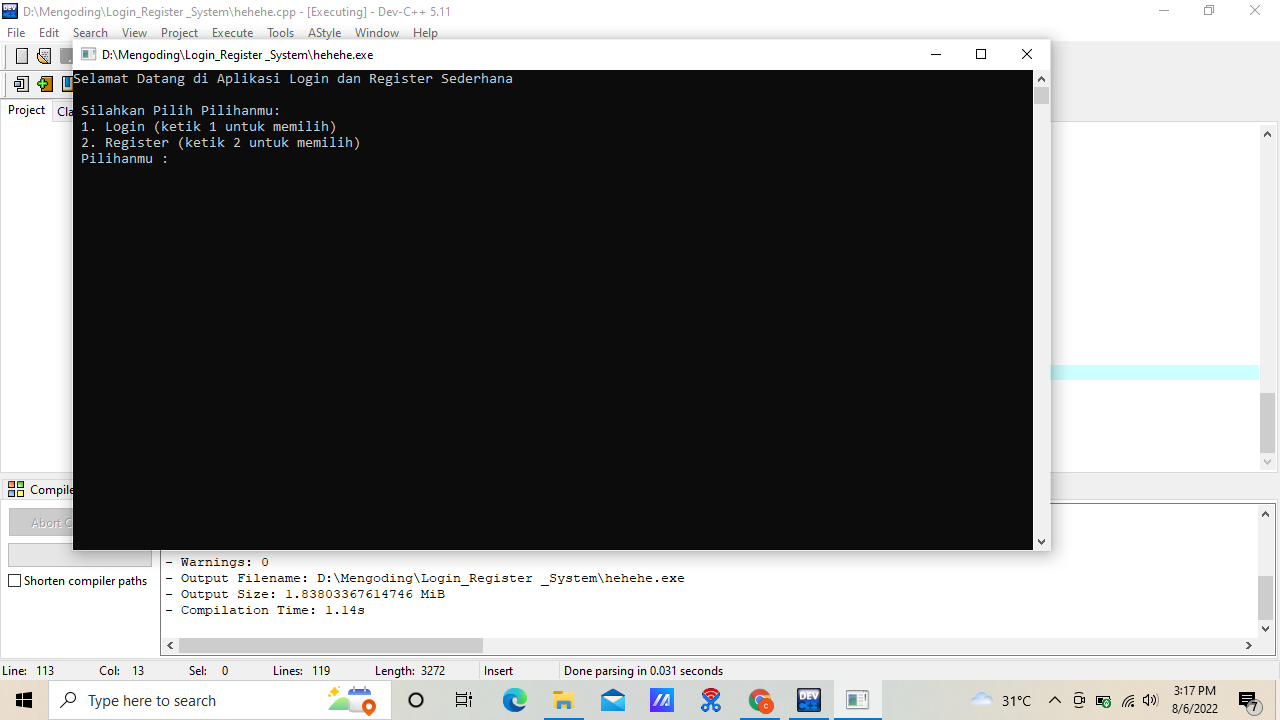 D:\Mengoding\Login_Register _System\hehehe.cpp - [Executing] - Dev-C++ 5.11
File Edit Search View Project Execute Tools AStyle Window Help
D:\Mengoding\Login_Register _System\hehehe.exe
Selamat Datang di Aplikasi Login dan Register Sederhana
Silahkan Pilih Pilihanmu:
1. Login (ketik 1 untuk memilih)
2. Register (ketik 2 untuk memilih)
Pilihanmu :
Project Cla
Compile
Abort C
Shorten compiler paths
- Warnings: 0
- Output Filename: D:\Mengoding\Login_Register _System\hehehe.exe
- Output Size: 1.83803367614746 MiB
- Compilation Time: 1.14s
Line: 113 Col: 13 Sel: 0 Lines: 119 Length: 3272 Insert Done parsing in 0.031 seconds
Type here to search
DEV
31°C
3:17 PM
8/6/2022
7